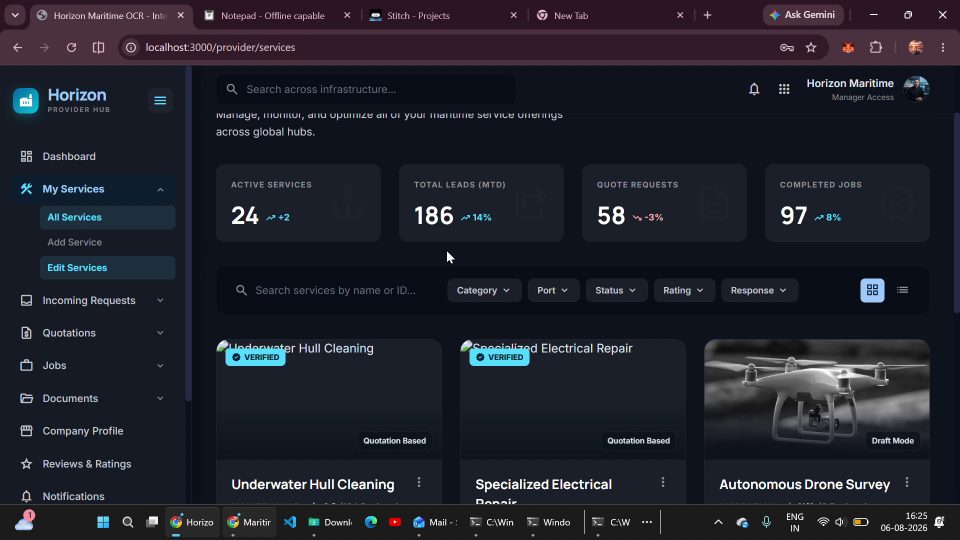 Horizon Maritime OCR - Inte
Notepad - Offline capable
Stitch - Projects
New Tab
Ask Gemini
localhost:3000/provider/services
Horizon
PROVIDER HUB
Search across infrastructure...
Horizon Maritime
Manager Access
Dashboard
My Services
All Services
Add Service
Edit Services
Incoming Requests
Quotations
Jobs
Documents
Company Profile
Reviews & Ratings
Notifications
Manage, monitor, and optimize all of your maritime service offerings
across global hubs.
ACTIVE SERVICES
24 +2
TOTAL LEADS (MTD)
186 14%
QUOTE REQUESTS
58 -3%
COMPLETED JOBS
97 8%
Search services by name or ID...
Category
Port
Status
Rating
Response
Underwater Hull Cleaning
VERIFIED
Quotation Based
Underwater Hull Cleaning
Specialized Electrical Repair
VERIFIED
Quotation Based
Specialized Electrical
Repair
Draft Mode
Autonomous Drone Survey
1
Horizo
Maritir
Downl
Mail - S
C:\Win
Windo
C:\W
ENG
IN
16:25
06-08-2026